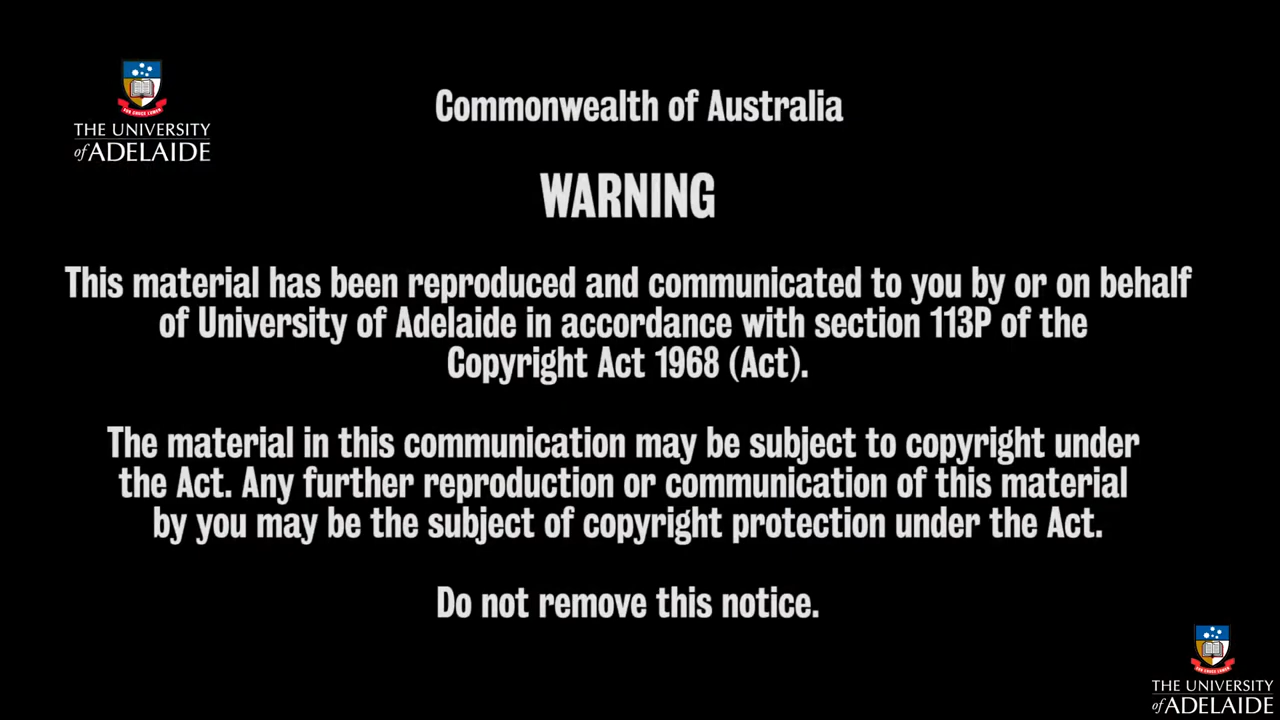 THE UNIVERSITY
of ADELAIDE
Commonwealth of Australia
WARNING
This material has been reproduced and communicated to you by or on behalf
of University of Adelaide in accordance with section 113P of the
Copyright Act 1968 (Act).
The material in this communication may be subject to copyright under
the Act. Any further reproduction or communication of this material
by you may be the subject of copyright protection under the Act.
Do not remove this notice.
THE UNIVERSITY
of ADELAIDE